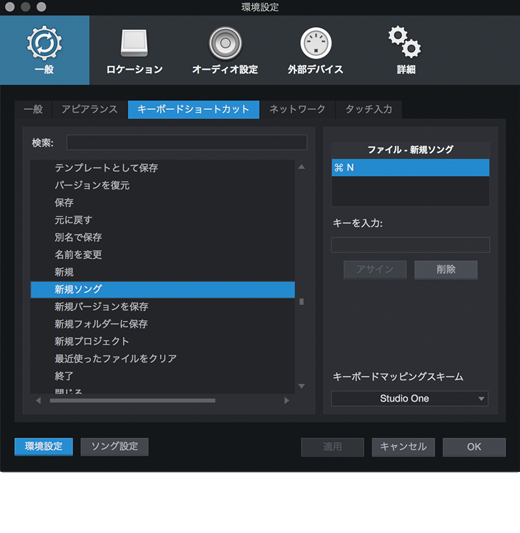 環境設定
一般
ロケーション
オーディオ設定
外部デバイス
詳細
一般
アピアランス
キーボードショートカット
ネットワーク
タッチ入力
検索:
テンプレートとして保存
バージョンを復元
保存
元に戻す
別名で保存
名前を変更
新規
新規ソング
新規バージョンを保存
新規フォルダーに保存
新規プロジェクト
最近使ったファイルをクリア
終了
閉じる
ファイル - 新規ソング
⌘ N
キーを入力:
アサイン
削除
キーボードマッピングスキーム
Studio One
環境設定
ソング設定
適用
キャンセル
OK